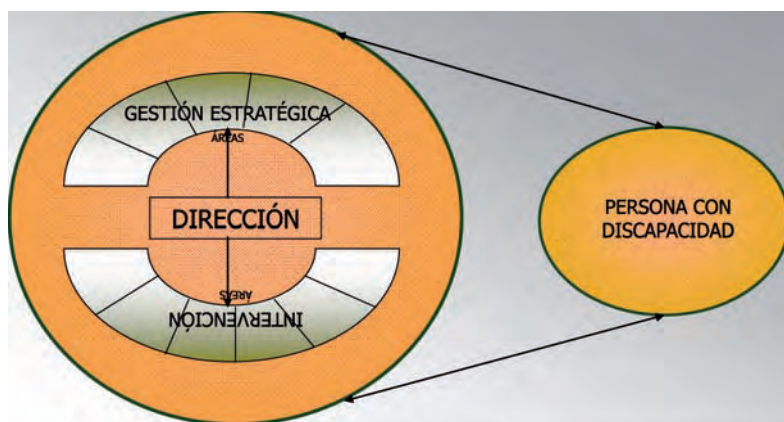 GESTIÓN ESTRATÉGICA
ÁREAS
DIRECCIÓN
ÁREAS
INTERVENCIÓN
PERSONA CON
DISCAPACIDAD